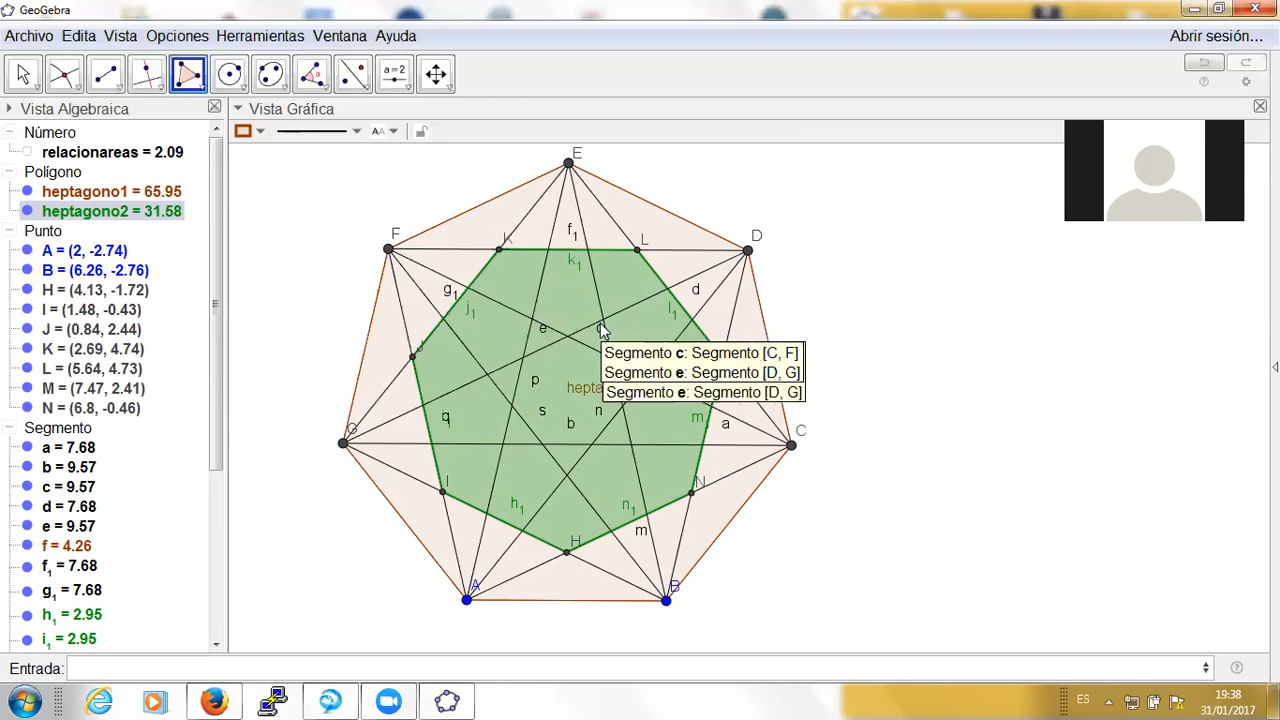 GeoGebra
Archivo Edita Vista Opciones Herramientas Ventana Ayuda
Abrir sesión...
a=2
Vista Algebraica
Vista Gráfica
AA
Número
relacionareas = 2.09
Polígono
heptagono1 = 65.95
heptagono2 = 31.58
Punto
A = (2, -2.74)
B = (6.26, -2.76)
H = (4.13, -1.72)
I = (1.48, -0.43)
J = (0.84, 2.44)
K = (2.69, 4.74)
L = (5.64, 4.73)
M = (7.47, 2.41)
N = (6.8, -0.46)
Segmento
a = 7.68
b = 9.57
c = 9.57
d = 7.68
e = 9.57
f = 4.26
f1 = 7.68
g1 = 7.68
h1 = 2.95
i1 = 2.95
E
F
K
f1
L
D
k1
g1
j1
d
l1
e
J
Segmento c: Segmento [C, F]
Segmento e: Segmento [D, G]
Segmento e: Segmento [D, G]
p
hepta
q
s
n
b
m
a
G
C
I
N
h1
n1
m
H
A
B
Entrada:
ES
19:38
31/01/2017